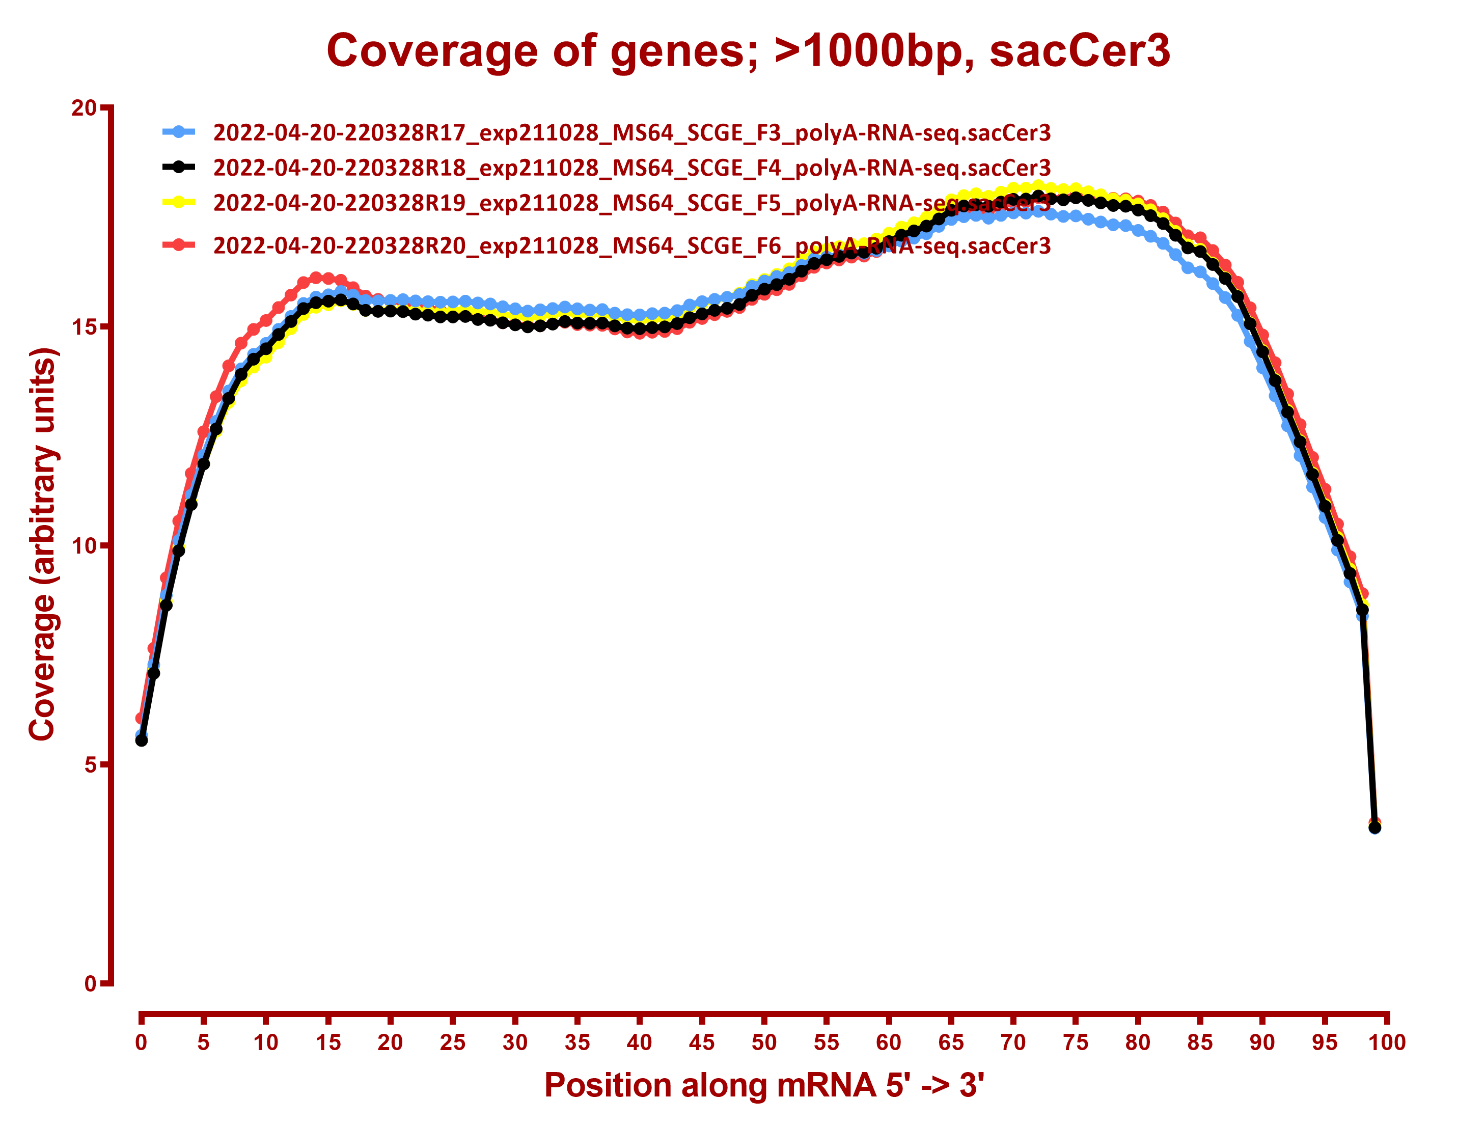 Coverage of genes; >1000bp, sacCer3
20
2022-04-20-220328R17_exp211028_MS64_SCGE_F3_polyA-RNA-seq.sacCer3
2022-04-20-220328R18_exp211028_MS64_SCGE_F4_polyA-RNA-seq.sacCer3
2022-04-20-220328R19_exp211028_MS64_SCGE_F5_polyA-RNA-seq.sacCer3
2022-04-20-220328R20_exp211028_MS64_SCGE_F6_polyA-RNA-seq.sacCer3
15
10
5
0
Coverage (arbitrary units)
0 5 10 15 20 25 30 35 40 45 50 55 60 65 70 75 80 85 90 95 100
Position along mRNA 5' -> 3'